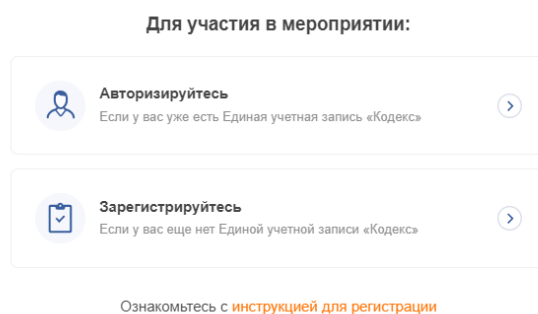 Для участия в мероприятии:
Авторизируйтесь
Если у вас уже есть Единая учетная запись «Кодекс»
Зарегистрируйтесь
Если у вас еще нет Единой учетной записи «Кодекс»
Ознакомьтесь с инструкцией для регистрации